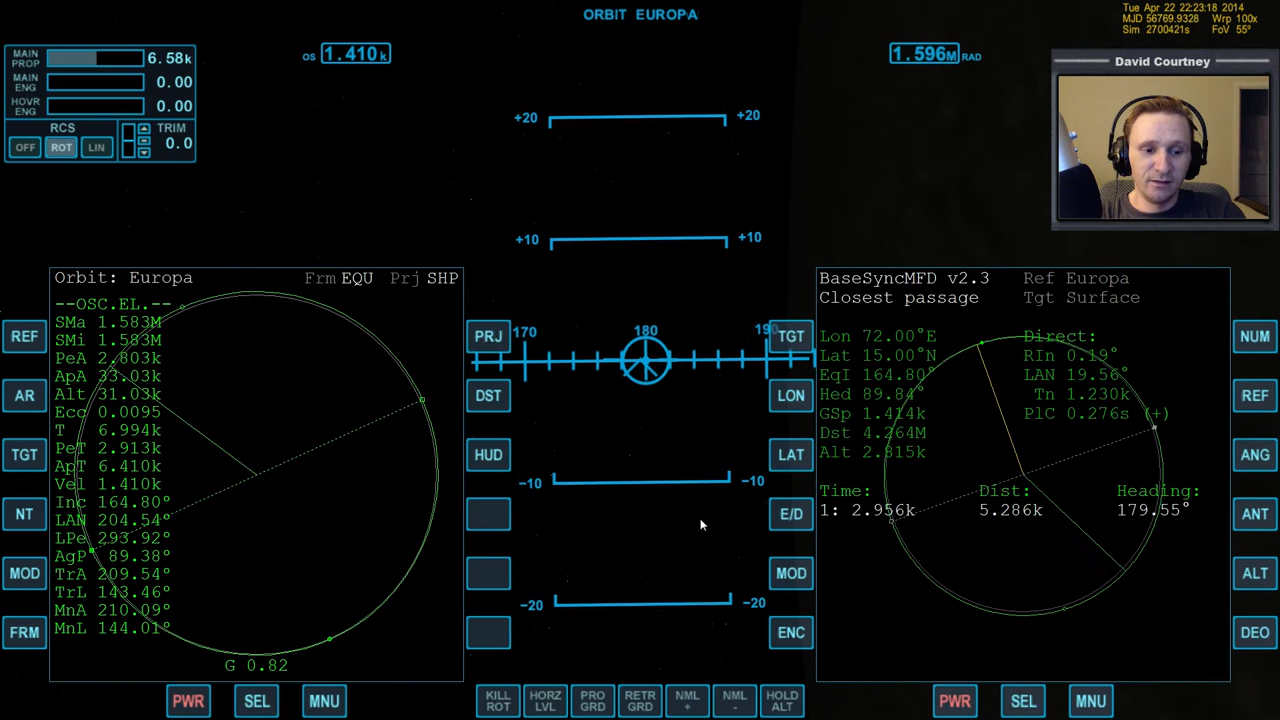 ORBIT EUROPA
Tue Apr 22 22:23:18 2014
MJD 56769.9328 Wrp 100x
Sim 2700421s FoV 55°
MAIN PROP 6.58k
MAIN ENG 0.00
HOVR ENG 0.00
RCS TRIM
OFF ROT LIN 0.0
OS 1.410k
1.596M RAD
David Courtney
+20 +20
+10 +10
170 180 190
-10 -10
-20 -20
Orbit: Europa Frm EQU Prj SHP
--OSC.EL.--
SMa 1.583M
SMi 1.583M
PeA 2.803k
ApA 33.03k
Alt 31.03k
Ecc 0.0095
T 6.994k
PeT 2.913k
ApT 6.410k
Vel 1.410k
Inc 164.80°
LAN 204.54°
LPe 293.92°
AgP 89.38°
TrA 209.54°
TrL 143.46°
MnA 210.09°
MnL 144.01°
G 0.82
REF
AR
TGT
NT
MOD
FRM
PRJ
DST
HUD
PWR SEL MNU
KILL ROT
HORZ LVL
PRO GRD
RETR GRD
NML +
NML -
HOLD ALT
BaseSyncMFD v2.3 Ref Europa
Closest passage Tgt Surface
Lon 72.00°E Direct:
Lat 15.00°N RIn 0.19°
EqI 164.80° LAN 19.56°
Hed 89.84° Tn 1.230k
GSp 1.414k PlC 0.276s (+)
Dst 4.264M
Alt 2.815k
Time: Dist: Heading:
1: 2.956k 5.286k 179.55°
TGT
LON
LAT
E/D
MOD
ENC
NUM
REF
ANG
ANT
ALT
DEO
PWR SEL MNU